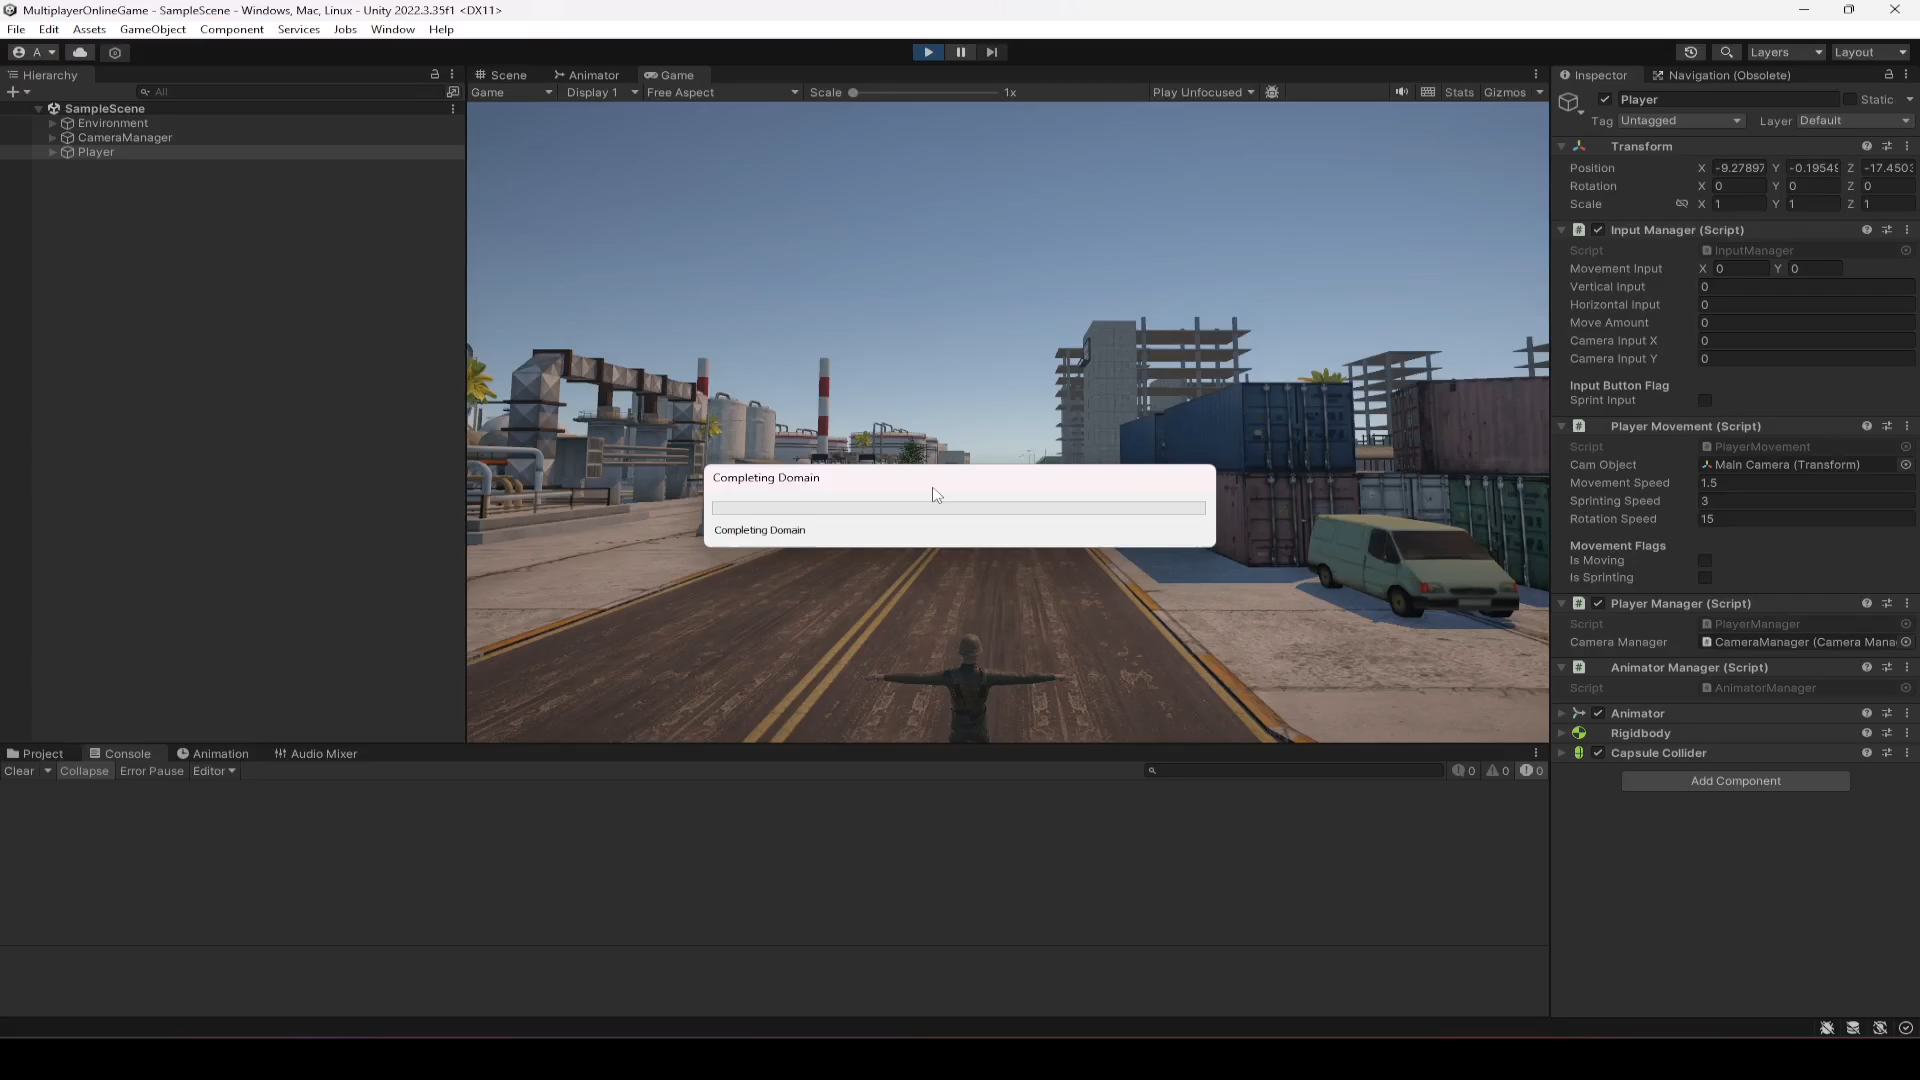 MultiplayerOnlineGame - SampleScene - Windows, Mac, Linux - Unity 2022.3.35f1 <DX11>
File Edit Assets GameObject Component Services Jobs Window Help
A Layers Layout
Hierarchy
All
SampleScene
Environment
CameraManager
Player
Scene Animator Game
Game Display 1 Free Aspect Scale 1x Play Unfocused Stats Gizmos
Completing Domain
Completing Domain
Inspector Navigation (Obsolete)
Player Static
Tag Untagged Layer Default
Transform
Position X -9.27897 Y -0.19549 Z -17.4503
Rotation X 0 Y 0 Z 0
Scale X 1 Y 1 Z 1
Input Manager (Script)
Script InputManager
Movement Input X 0 Y 0
Vertical Input 0
Horizontal Input 0
Move Amount 0
Camera Input X 0
Camera Input Y 0
Input Button Flag
Sprint Input
Player Movement (Script)
Script PlayerMovement
Cam Object Main Camera (Transform)
Movement Speed 1.5
Sprinting Speed 3
Rotation Speed 15
Movement Flags
Is Moving
Is Sprinting
Player Manager (Script)
Script PlayerManager
Camera Manager CameraManager (Camera Mana
Animator Manager (Script)
Script AnimatorManager
Animator
Rigidbody
Capsule Collider
Add Component
Project Console Animation Audio Mixer
Clear Collapse Error Pause Editor 0 0 0